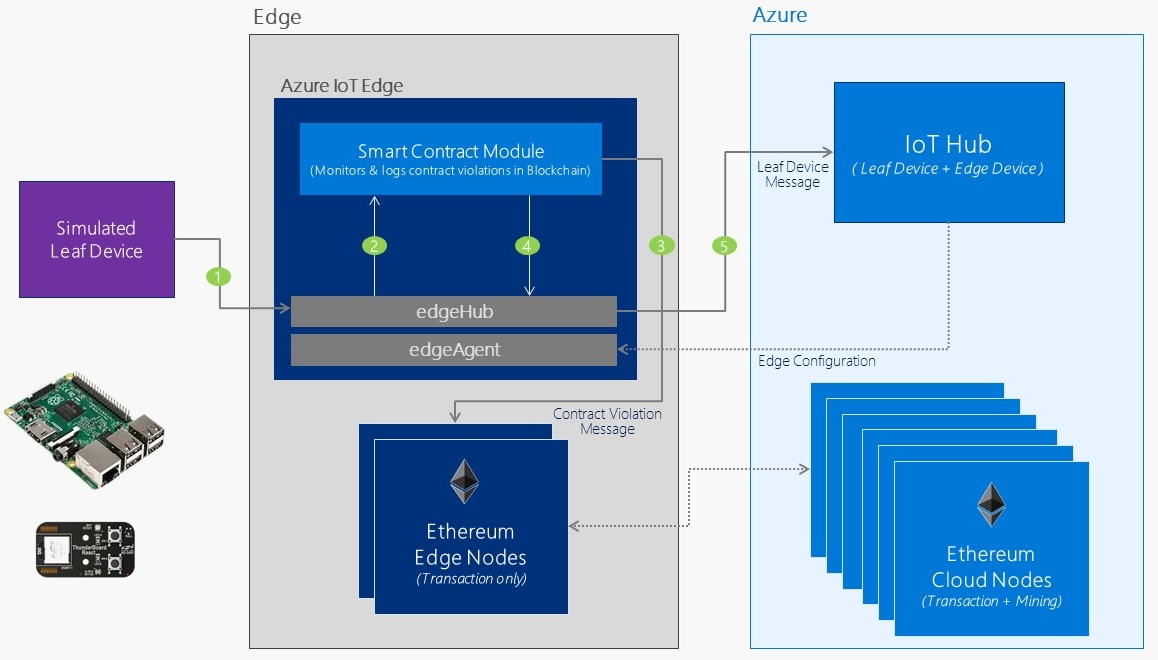 Edge
Azure
Azure IoT Edge
Smart Contract Module
(Monitors & logs contract violations in Blockchain)
IoT Hub
( Leaf Device + Edge Device )
Leaf Device
Message
Simulated
Leaf Device
1
2
4
3
5
edgeHub
edgeAgent
Edge Configuration
Contract Violation
Message
Ethereum
Edge Nodes
(Transaction only)
Ethereum
Cloud Nodes
(Transaction + Mining)
ThunderBoard
React